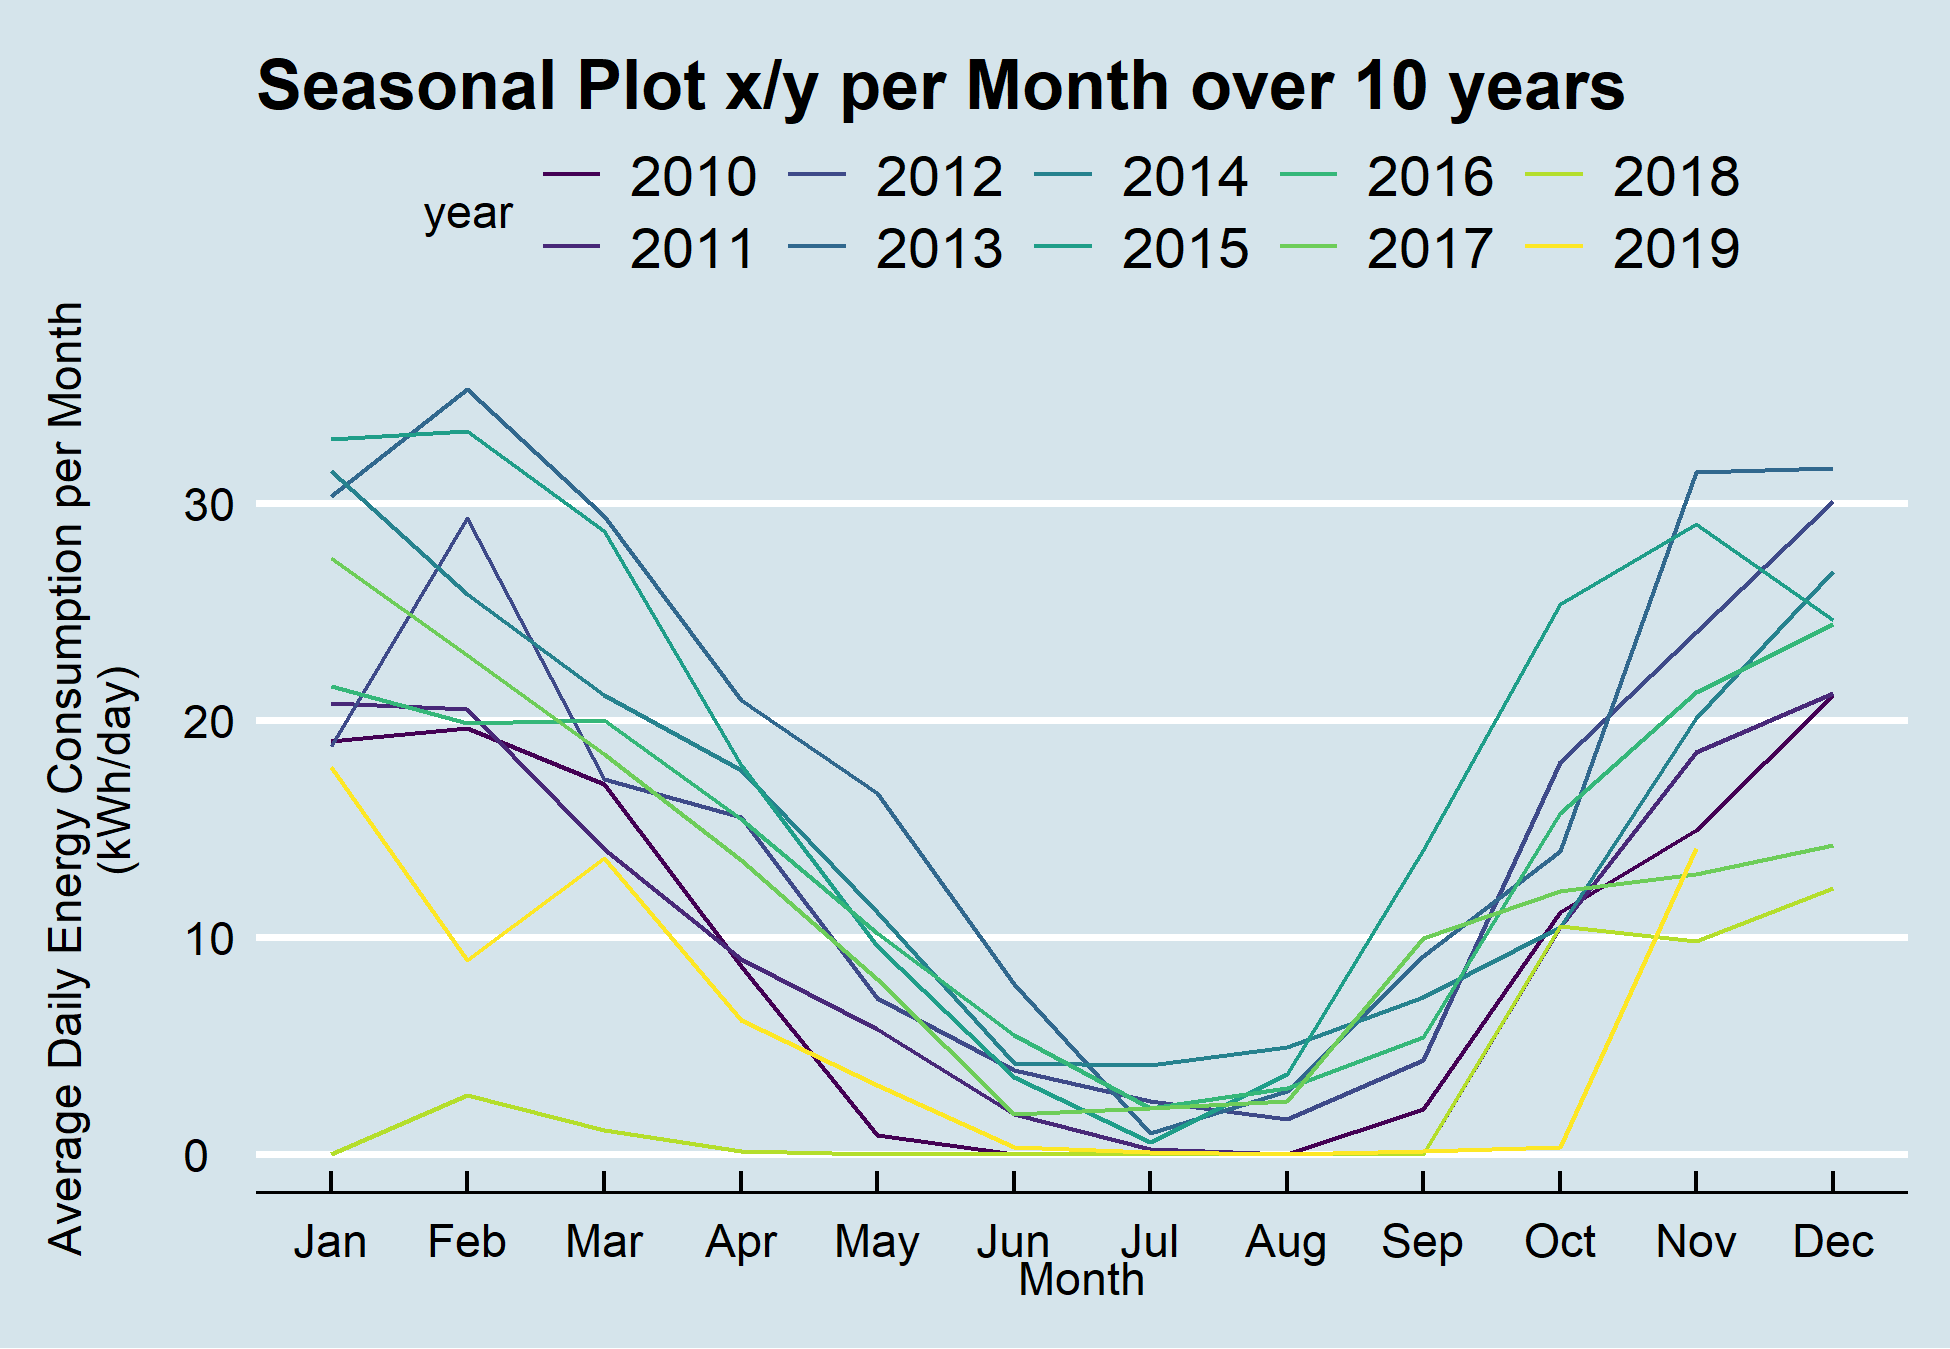 Seasonal Plot x/y per Month over 10 years
year
2010 2012 2014 2016 2018
2011 2013 2015 2017 2019
Average Daily Energy Consumption per Month
(kWh/day)
30
20
10
0
Jan Feb Mar Apr May Jun Jul Aug Sep Oct Nov Dec
Month